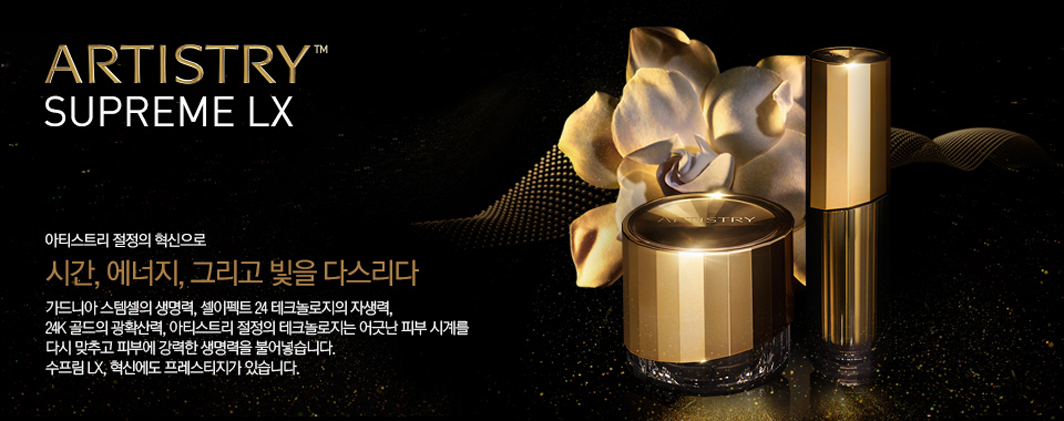 ARTISTRY™
SUPREME LX
아티스트리 절정의 혁신으로
시간, 에너지, 그리고 빛을 다스리다
가드니아 스템셀의 생명력, 셀이펙트 24 테크놀로지의 자생력,
24K 골드의 광확산력, 아티스트리 절정의 테크놀로지는 어긋난 피부 시계를
다시 맞추고 피부에 강력한 생명력을 불어넣습니다.
수프림 LX, 혁신에도 프레스티지가 있습니다.
ARTISTRY